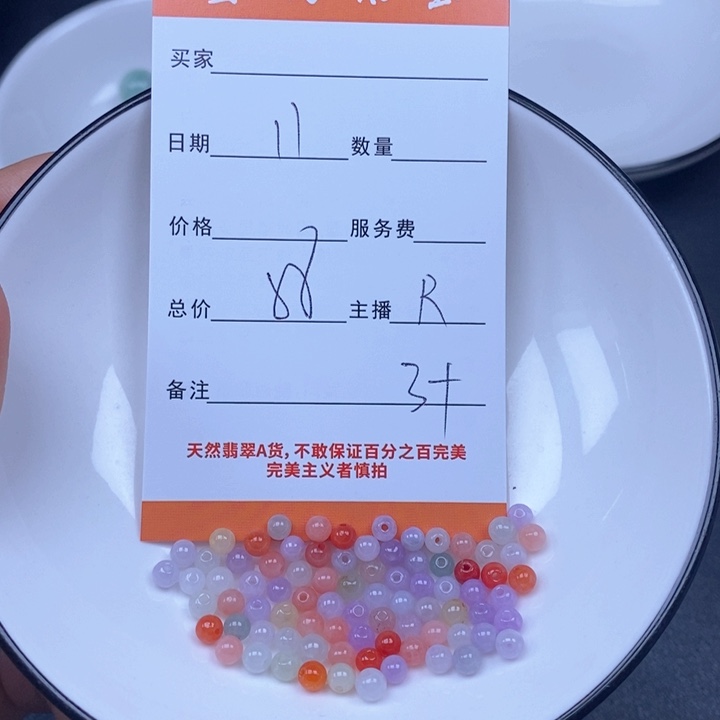 买家
日期 11 数量
价格 服务费
总价 88 主播 R
备注 3十
天然翡翠A货,不敢保证百分之百完美
完美主义者慎拍